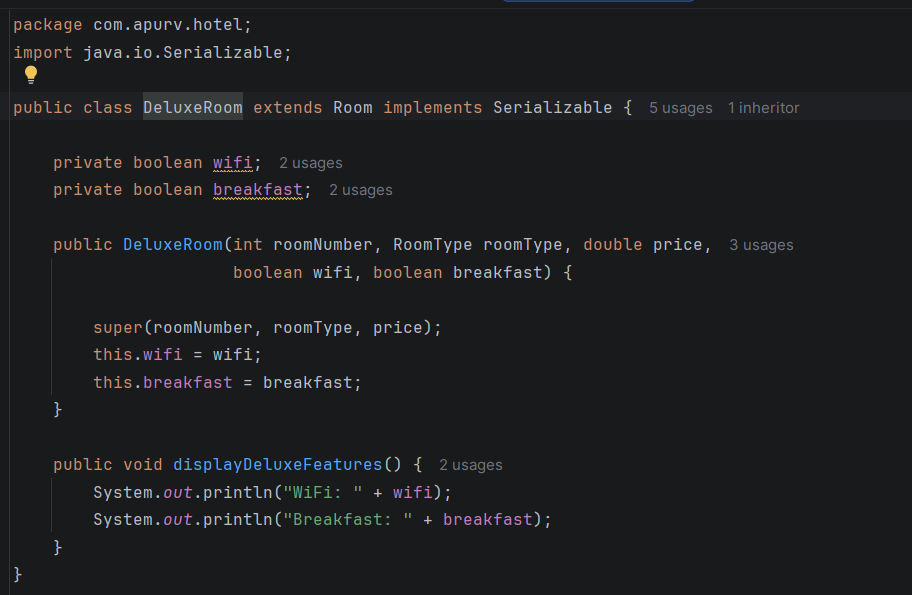 package com.apurv.hotel;
import java.io.Serializable;
public class DeluxeRoom extends Room implements Serializable {  5 usages  1 inheritor
    private boolean wifi;  2 usages
    private boolean breakfast;  2 usages
    public DeluxeRoom(int roomNumber, RoomType roomType, double price,  3 usages
                      boolean wifi, boolean breakfast) {
        super(roomNumber, roomType, price);
        this.wifi = wifi;
        this.breakfast = breakfast;
    }
    public void displayDeluxeFeatures() {  2 usages
        System.out.println("WiFi: " + wifi);
        System.out.println("Breakfast: " + breakfast);
    }
}